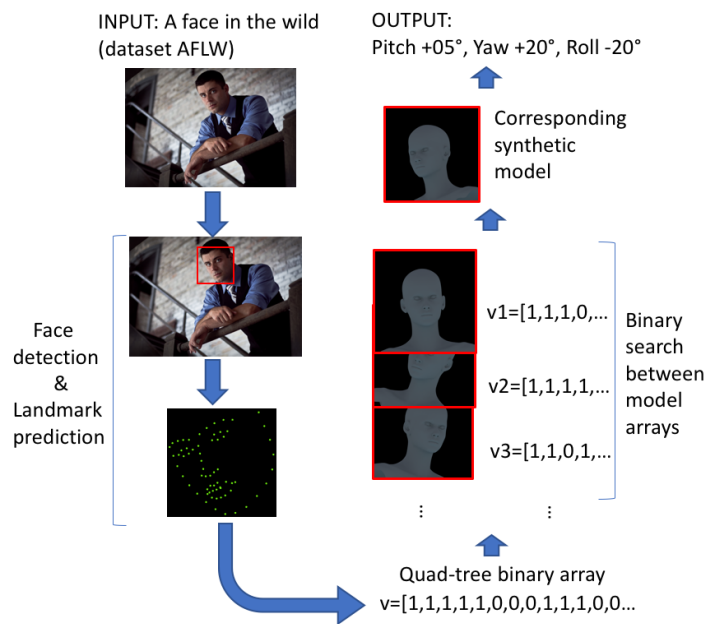 INPUT: A face in the wild
(dataset AFLW)
Face
detection
&
Landmark
prediction
OUTPUT:
Pitch +05°, Yaw +20°, Roll -20°
Corresponding
synthetic
model
v1=[1,1,1,0,...
v2=[1,1,1,1,...
v3=[1,1,0,1,...
⋮ ⋮
Binary
search
between
model
arrays
Quad-tree binary array
v=[1,1,1,1,1,0,0,0,1,1,1,0,0...